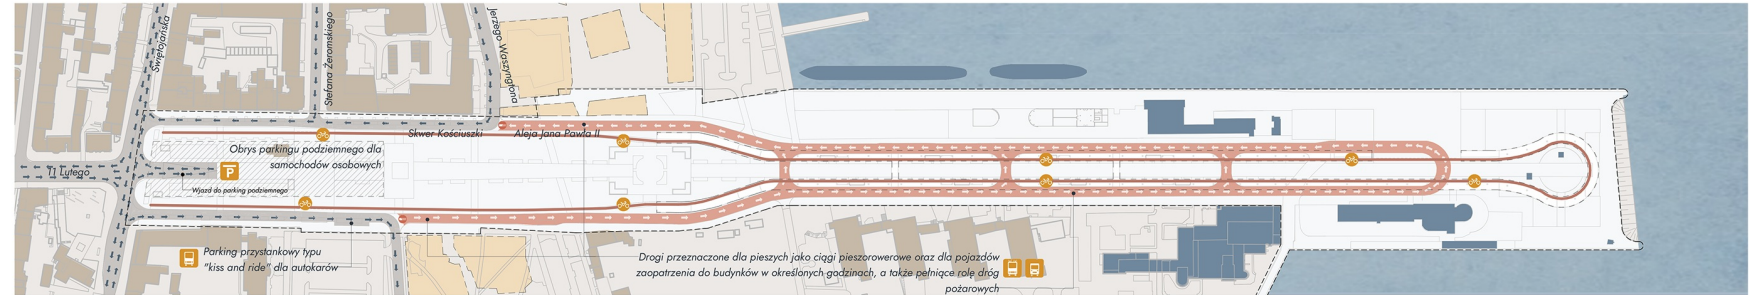 Świętojańska
Stefana Żeromskiego
Jerzego Waszyngtona
Skwer Kościuszki
Aleja Jana Pawła II
Obrys parkingu podziemnego dla
samochodów osobowych
P
11 Lutego
Wjazd do parking podziemnego
Parking przystankowy typu
"kiss and ride" dla autokarów
Drogi przeznaczone dla pieszych jako ciągi pieszorowerowe oraz dla pojazdów
zaopatrzenia do budynków w określonych godzinach, a także pełniące rolę dróg
pożarowych